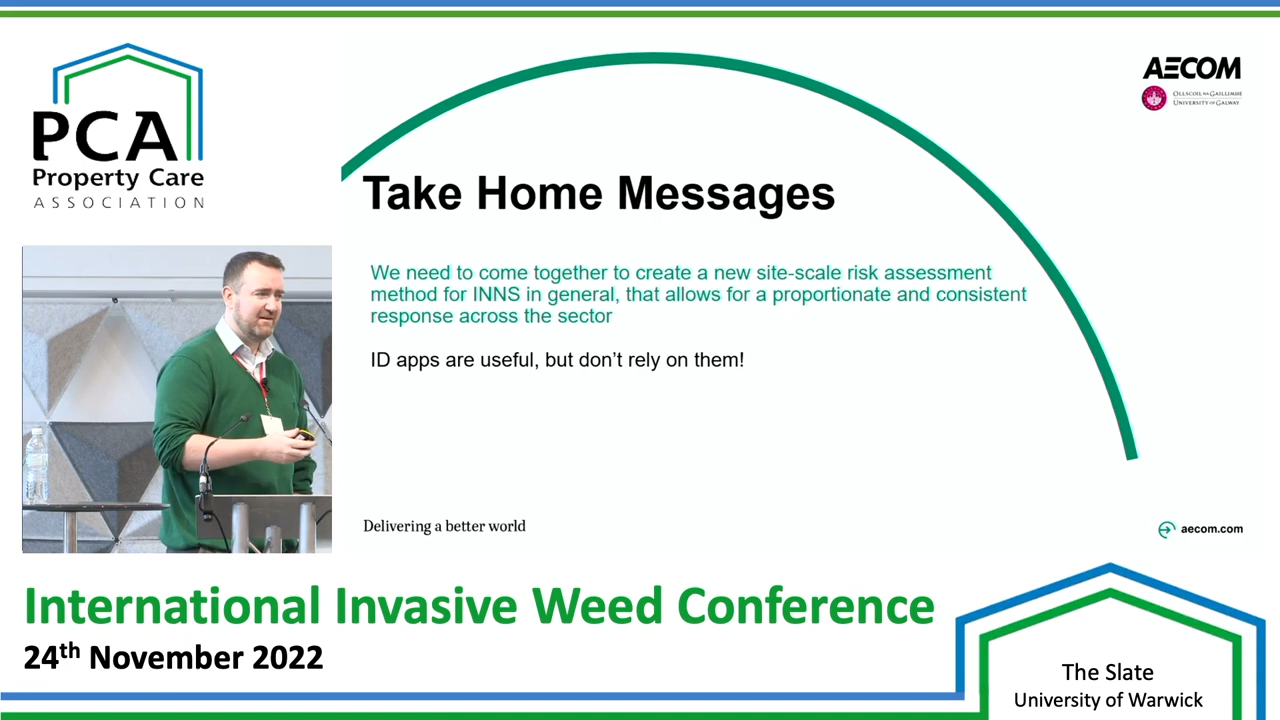 PCA
Property Care
ASSOCIATION
AECOM
OLLSCOIL NA GAILLIMHE
UNIVERSITY OF GALWAY
Take Home Messages
We need to come together to create a new site-scale risk assessment
method for INNS in general, that allows for a proportionate and consistent
response across the sector
ID apps are useful, but don’t rely on them!
Delivering a better world
aecom.com
International Invasive Weed Conference
24th November 2022
The Slate
University of Warwick